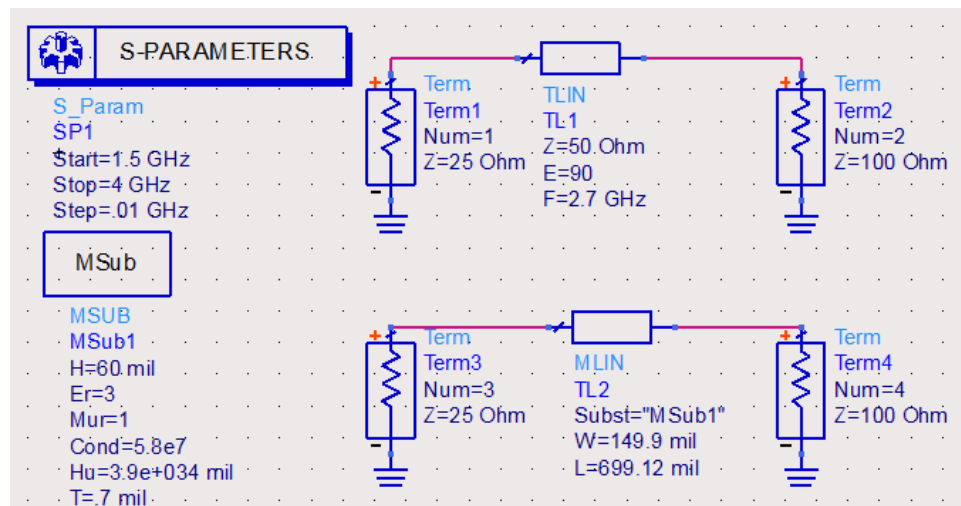 S-PARAMETERS
S_Param
SP1
Start=1.5 GHz
Stop=4 GHz
Step=.01 GHz
+
Term
Term1
Num=1
Z=25 Ohm
-
TLIN
TL1
Z=50 Ohm
E=90
F=2.7 GHz
+
Term
Term2
Num=2
Z=100 Ohm
-
MSub
MSUB
MSub1
H=60 mil
Er=3
Mur=1
Cond=5.8e7
Hu=3.9e+034 mil
T=.7 mil
+
Term
Term3
Num=3
Z=25 Ohm
-
MLIN
TL2
Subst="MSub1"
W=149.9 mil
L=699.12 mil
+
Term
Term4
Num=4
Z=100 Ohm
-